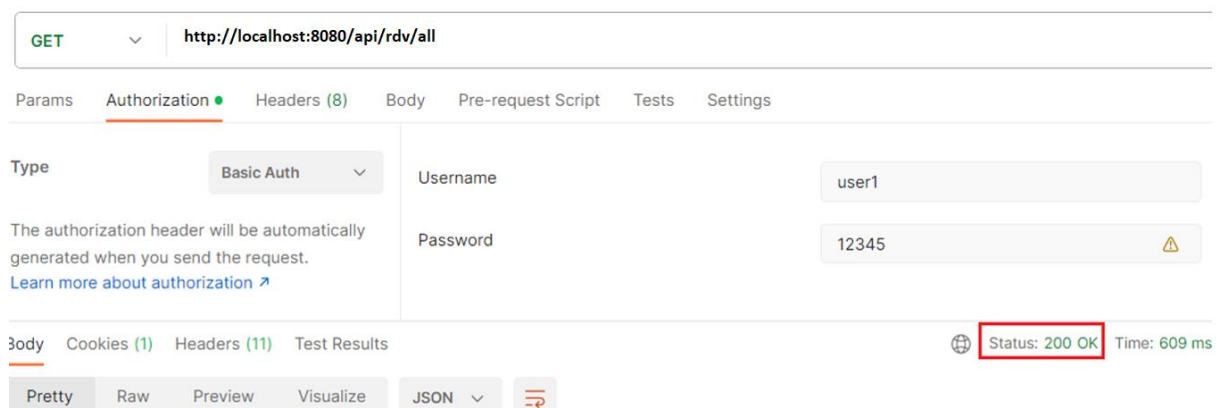 GET http://localhost:8080/api/rdv/all
Params Authorization Headers (8) Body Pre-request Script Tests Settings
Type Basic Auth
The authorization header will be automatically
generated when you send the request.
Learn more about authorization ↗
Username user1
Password 12345
Body Cookies (1) Headers (11) Test Results Status: 200 OK Time: 609 ms
Pretty Raw Preview Visualize JSON